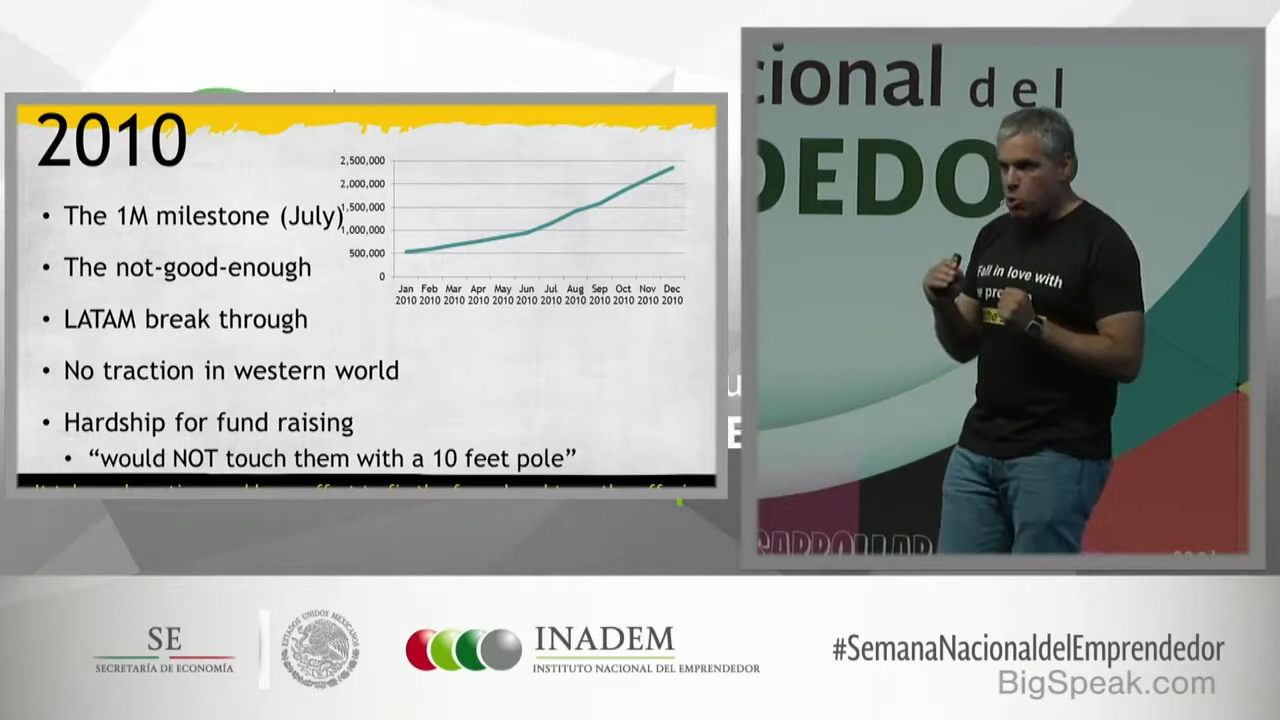 2010
• The 1M milestone (July)
• The not-good-enough
• LATAM break through
• No traction in western world
• Hardship for fund raising
• “would NOT touch them with a 10 feet pole”
2,500,000
2,000,000
1,500,000
1,000,000
500,000
0
Jan Feb Mar Apr May Jun Jul Aug Sep Oct Nov Dec
2010 2010 2010 2010 2010 2010 2010 2010 2010 2010 2010 2010
cional del
DEDO
Fall in love with
SARROLLAR
SE
SECRETARÍA DE ECONOMÍA
ESTADOS UNIDOS MEXICANOS
INADEM
INSTITUTO NACIONAL DEL EMPRENDEDOR
#SemanaNacionaldelEmprendedor
BigSpeak.com